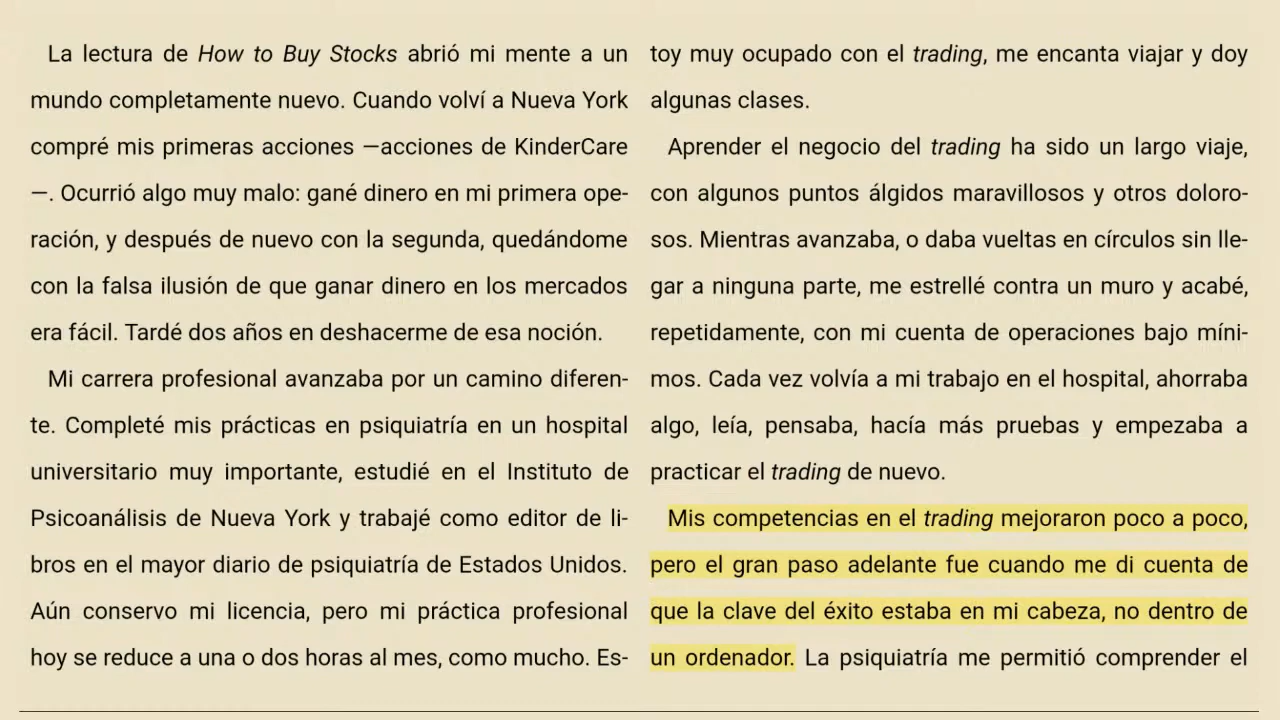 La lectura de How to Buy Stocks abrió mi mente a un
mundo completamente nuevo. Cuando volví a Nueva York
compré mis primeras acciones —acciones de KinderCare
—. Ocurrió algo muy malo: gané dinero en mi primera ope-
ración, y después de nuevo con la segunda, quedándome
con la falsa ilusión de que ganar dinero en los mercados
era fácil. Tardé dos años en deshacerme de esa noción.
Mi carrera profesional avanzaba por un camino diferen-
te. Completé mis prácticas en psiquiatría en un hospital
universitario muy importante, estudié en el Instituto de
Psicoanálisis de Nueva York y trabajé como editor de li-
bros en el mayor diario de psiquiatría de Estados Unidos.
Aún conservo mi licencia, pero mi práctica profesional
hoy se reduce a una o dos horas al mes, como mucho. Es-
toy muy ocupado con el trading, me encanta viajar y doy
algunas clases.
Aprender el negocio del trading ha sido un largo viaje,
con algunos puntos álgidos maravillosos y otros doloro-
sos. Mientras avanzaba, o daba vueltas en círculos sin lle-
gar a ninguna parte, me estrellé contra un muro y acabé,
repetidamente, con mi cuenta de operaciones bajo míni-
mos. Cada vez volvía a mi trabajo en el hospital, ahorraba
algo, leía, pensaba, hacía más pruebas y empezaba a
practicar el trading de nuevo.
Mis competencias en el trading mejoraron poco a poco,
pero el gran paso adelante fue cuando me di cuenta de
que la clave del éxito estaba en mi cabeza, no dentro de
un ordenador. La psiquiatría me permitió comprender el